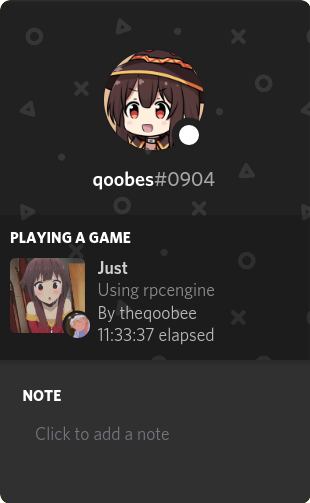 qoobes#0904
PLAYING A GAME
Just
Using rpcengine
By theqoobee
11:33:37 elapsed
NOTE
Click to add a note